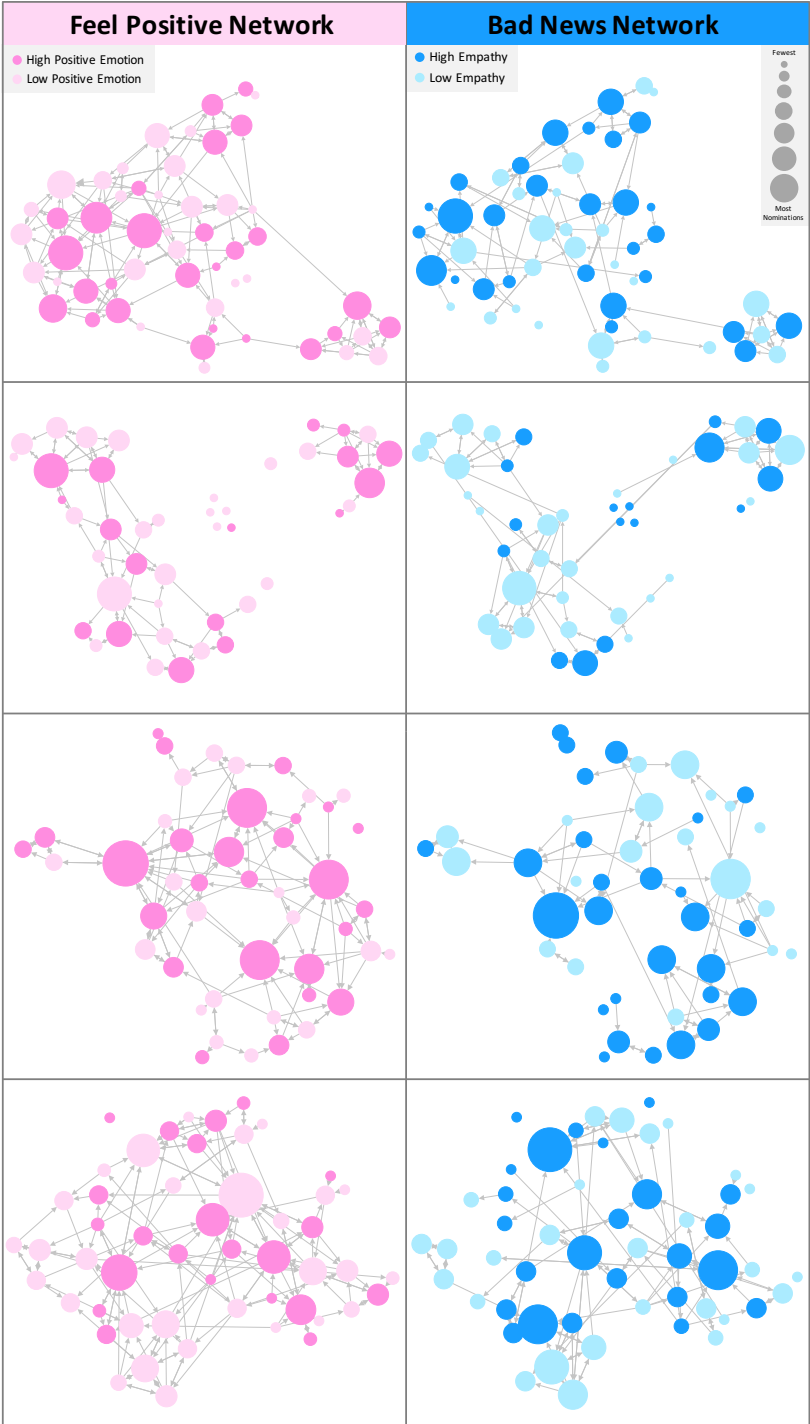 Feel Positive Network
Bad News Network
High Positive Emotion
Low Positive Emotion
High Empathy
Low Empathy
Fewest
Most
Nominations